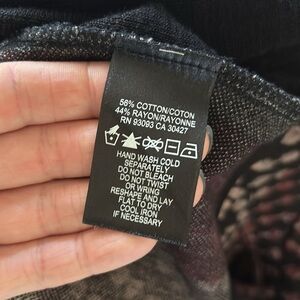 56% COTTON/COTON
44% RAYON/RAYONNE
RN 93093 CA 30427
HAND WASH COLD
SEPARATELY
DO NOT BLEACH
DO NOT TWIST
OR WRING
RESHAPE AND LAY
FLAT TO DRY
COOL IRON
IF NECESSARY